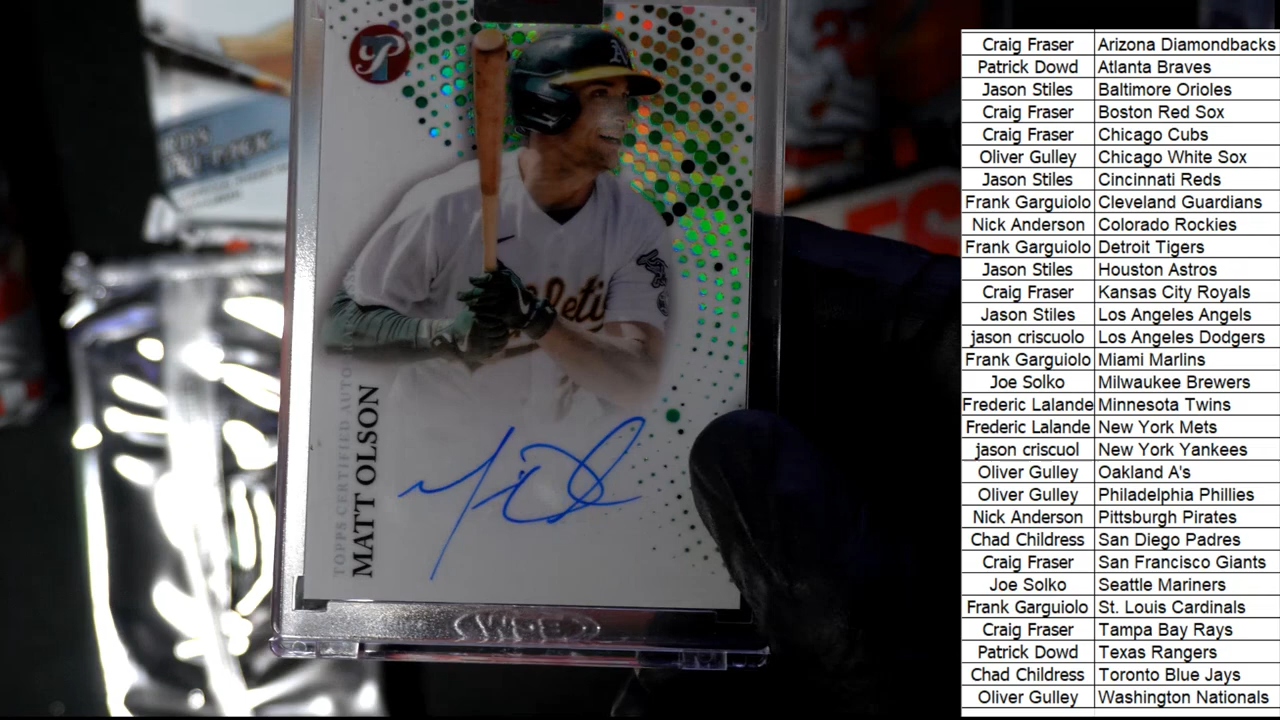 P
A
leti
TOPPS CERTIFIED AUTO
MATT OLSON
Craig Fraser Arizona Diamondbacks
Patrick Dowd Atlanta Braves
Jason Stiles Baltimore Orioles
Craig Fraser Boston Red Sox
Craig Fraser Chicago Cubs
Oliver Gulley Chicago White Sox
Jason Stiles Cincinnati Reds
Frank Garguiolo Cleveland Guardians
Nick Anderson Colorado Rockies
Frank Garguiolo Detroit Tigers
Jason Stiles Houston Astros
Craig Fraser Kansas City Royals
Jason Stiles Los Angeles Angels
jason criscuolo Los Angeles Dodgers
Frank Garguiolo Miami Marlins
Joe Solko Milwaukee Brewers
Frederic Lalande Minnesota Twins
Frederic Lalande New York Mets
jason criscuol New York Yankees
Oliver Gulley Oakland A's
Oliver Gulley Philadelphia Phillies
Nick Anderson Pittsburgh Pirates
Chad Childress San Diego Padres
Craig Fraser San Francisco Giants
Joe Solko Seattle Mariners
Frank Garguiolo St. Louis Cardinals
Craig Fraser Tampa Bay Rays
Patrick Dowd Texas Rangers
Chad Childress Toronto Blue Jays
Oliver Gulley Washington Nationals